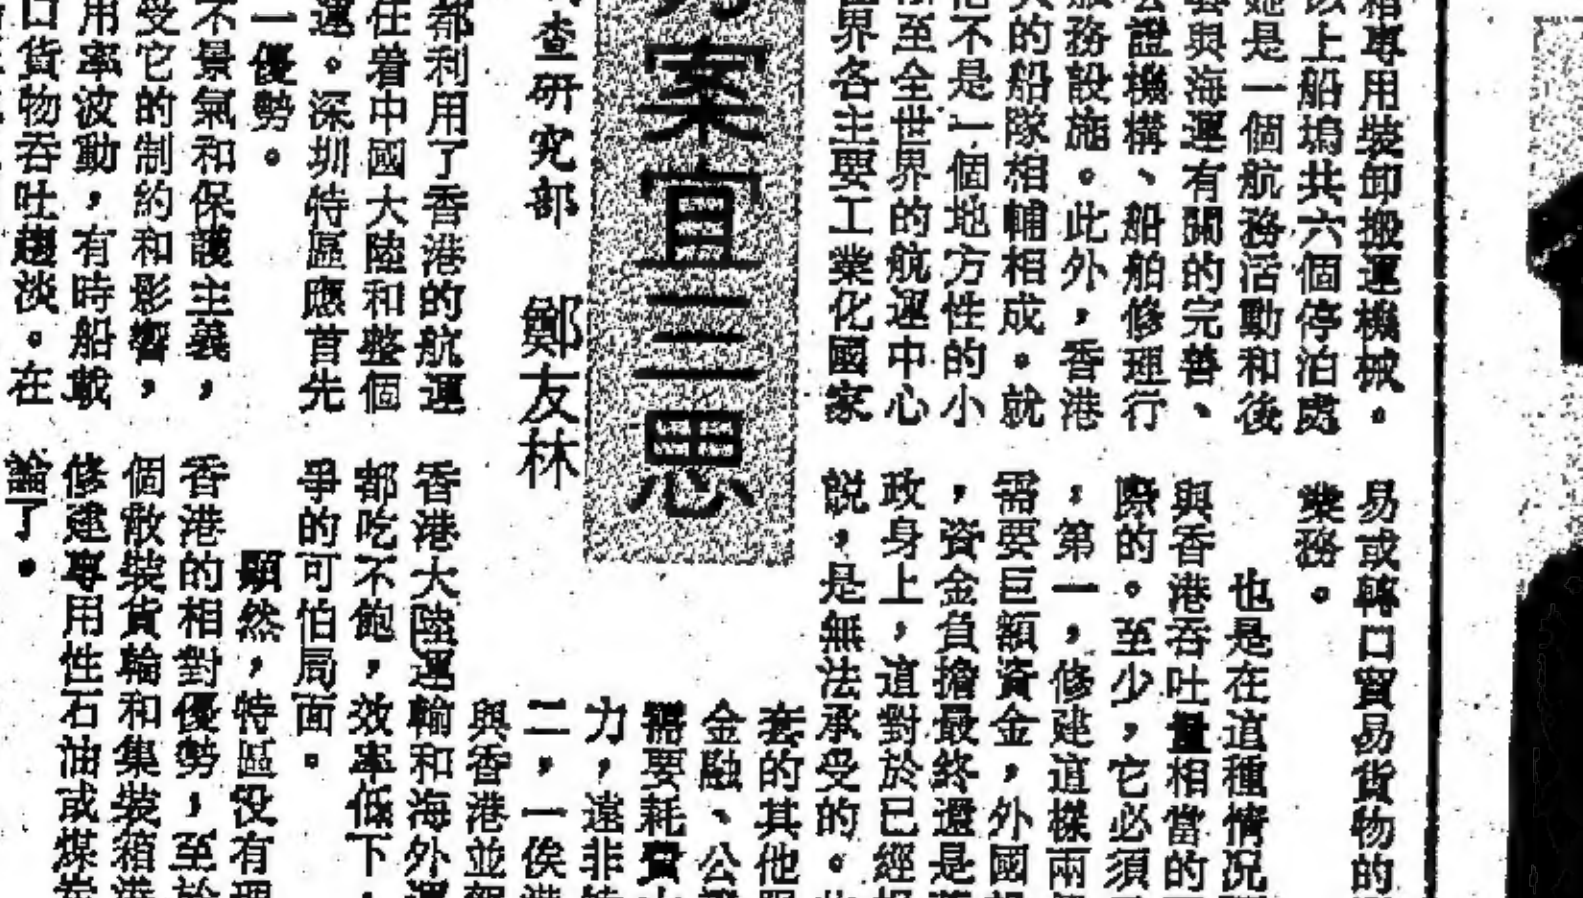 箱專用裝卸搬運機械。
以上船塢共六個停泊處
她是一個航務活動和後
與海運有關的完善、
證機構、船舶修理行
服務設施。此外，香港
的船隊相輔相成。就
不是一個地方性的小
至全世界的航運中心
世界各主要工業化國家
案宜三思
查研究部　鄭友林
都利用了香港的航運
任着中國大陸和整個
運。深圳特區應首先
一優勢。
不景氣和保護主義，
受它的制約和影響，
用率波動，有時船載
口貨物吞吐趨淡。在
易或轉口貿易貨物的
業務。
也是在這種情況
與香港吞吐量相當的
際的。至少，它必須
，第一，修建這樣兩
需要巨額資金，外國
，資金負擔最終還是
政身上，這對於已經
説，是無法承受的。
套的其他
金融、公證
需要耗費
力，遠非
二，一俟
與香港並
香港大陸運輸和海外運
都吃不飽，效率低下，
爭的可怕局面。
顯然，特區没有
香港的相對優勢，至於
個散裝貨輪和集裝箱
修建專用性石油或煤炭
論了。